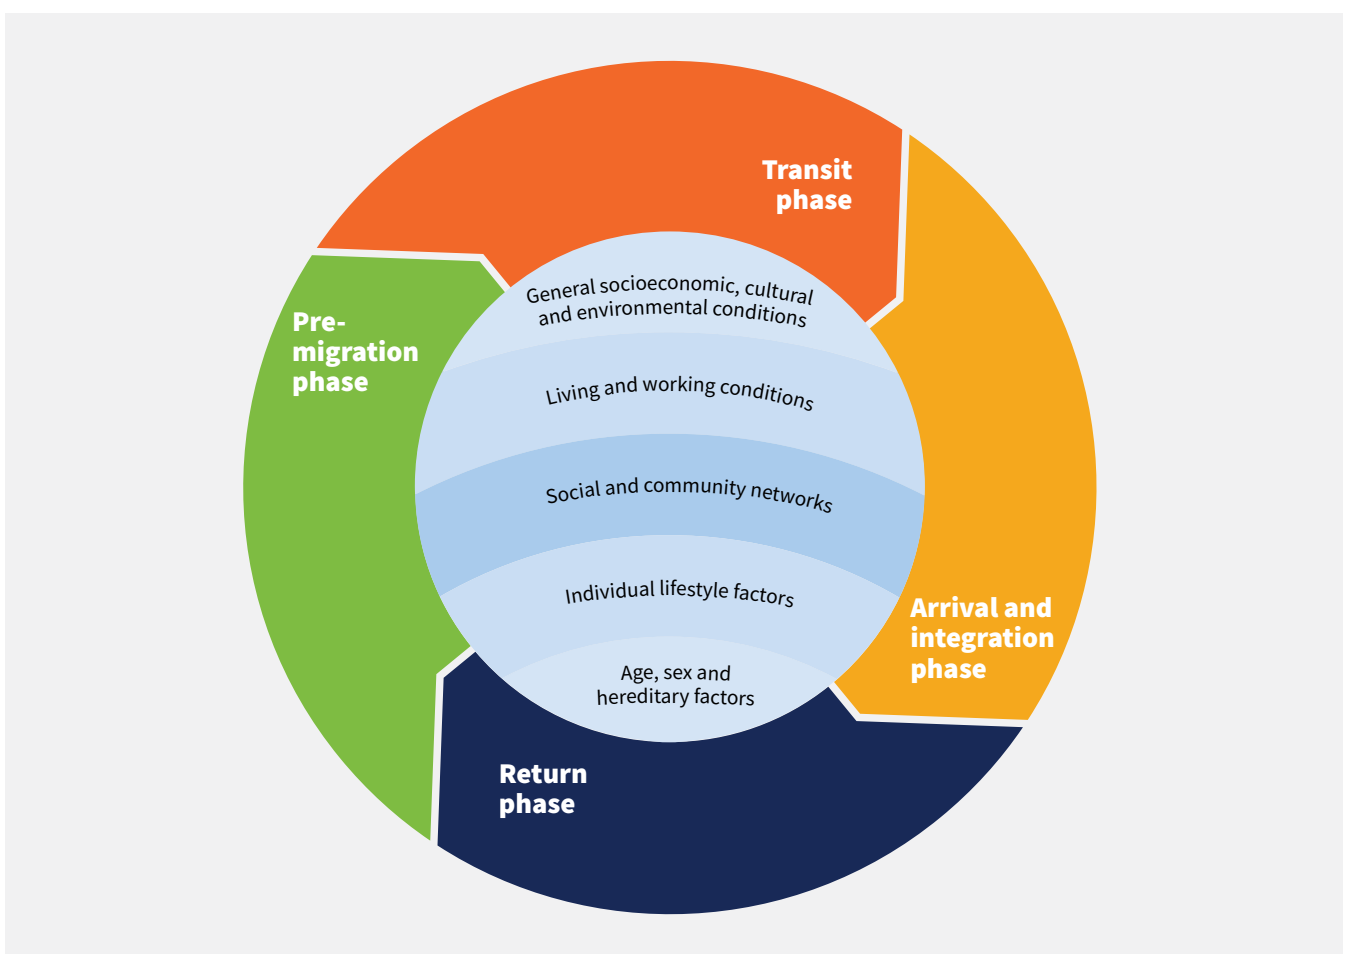 Transit
phase
General socioeconomic, cultural
and environmental conditions
Pre-
migration
phase
Living and working conditions
Social and community networks
Individual lifestyle factors
Arrival and
integration
phase
Age, sex and
hereditary factors
Return
phase